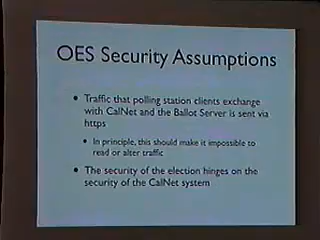 OES Security Assumptions
• Traffic that polling station clients exchange
with CalNet and the Ballot Server is sent via
https
• In principle, this should make it impossible to
read or alter traffic
• The security of the election hinges on the
security of the CalNet system